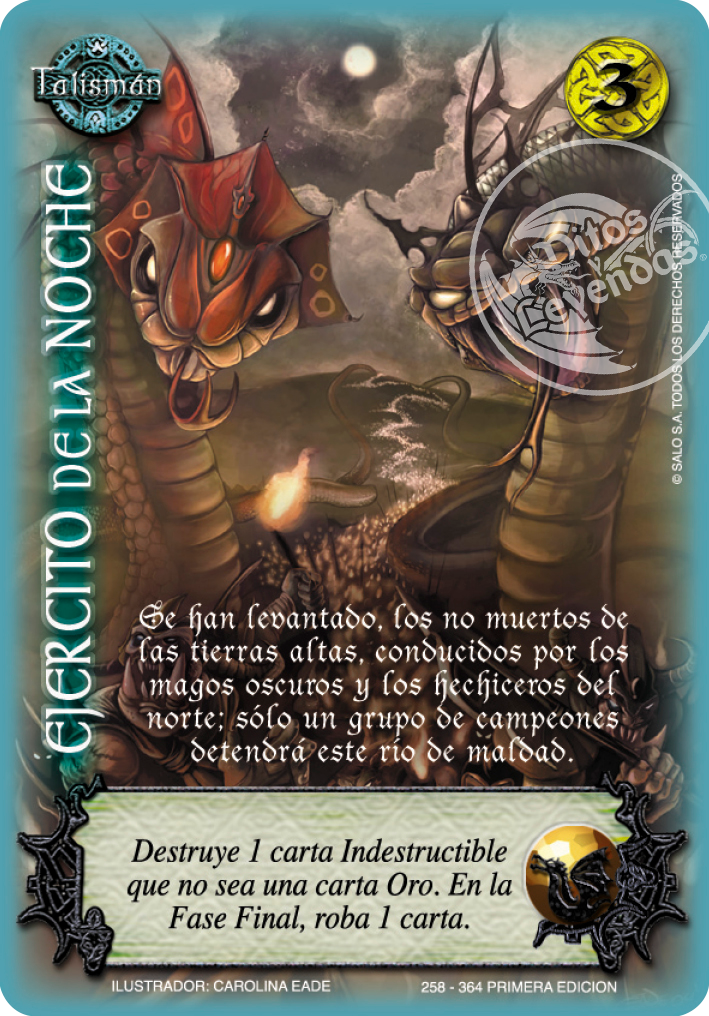 Talismán
3
EJERCITO DE LA NOCHE
Mitos
y
Leyendas
© SALO S.A. TODOS LOS DERECHOS RESERVADOS
Se han levantado, los no muertos de
las tierras altas, conducidos por los
magos oscuros y los hechiceros del
norte; sólo un grupo de campeones
detendrá este río de maldad.
Destruye 1 carta Indestructible
que no sea una carta Oro. En la
Fase Final, roba 1 carta.
ILUSTRADOR: CAROLINA EADE
258 - 364 PRIMERA EDICION